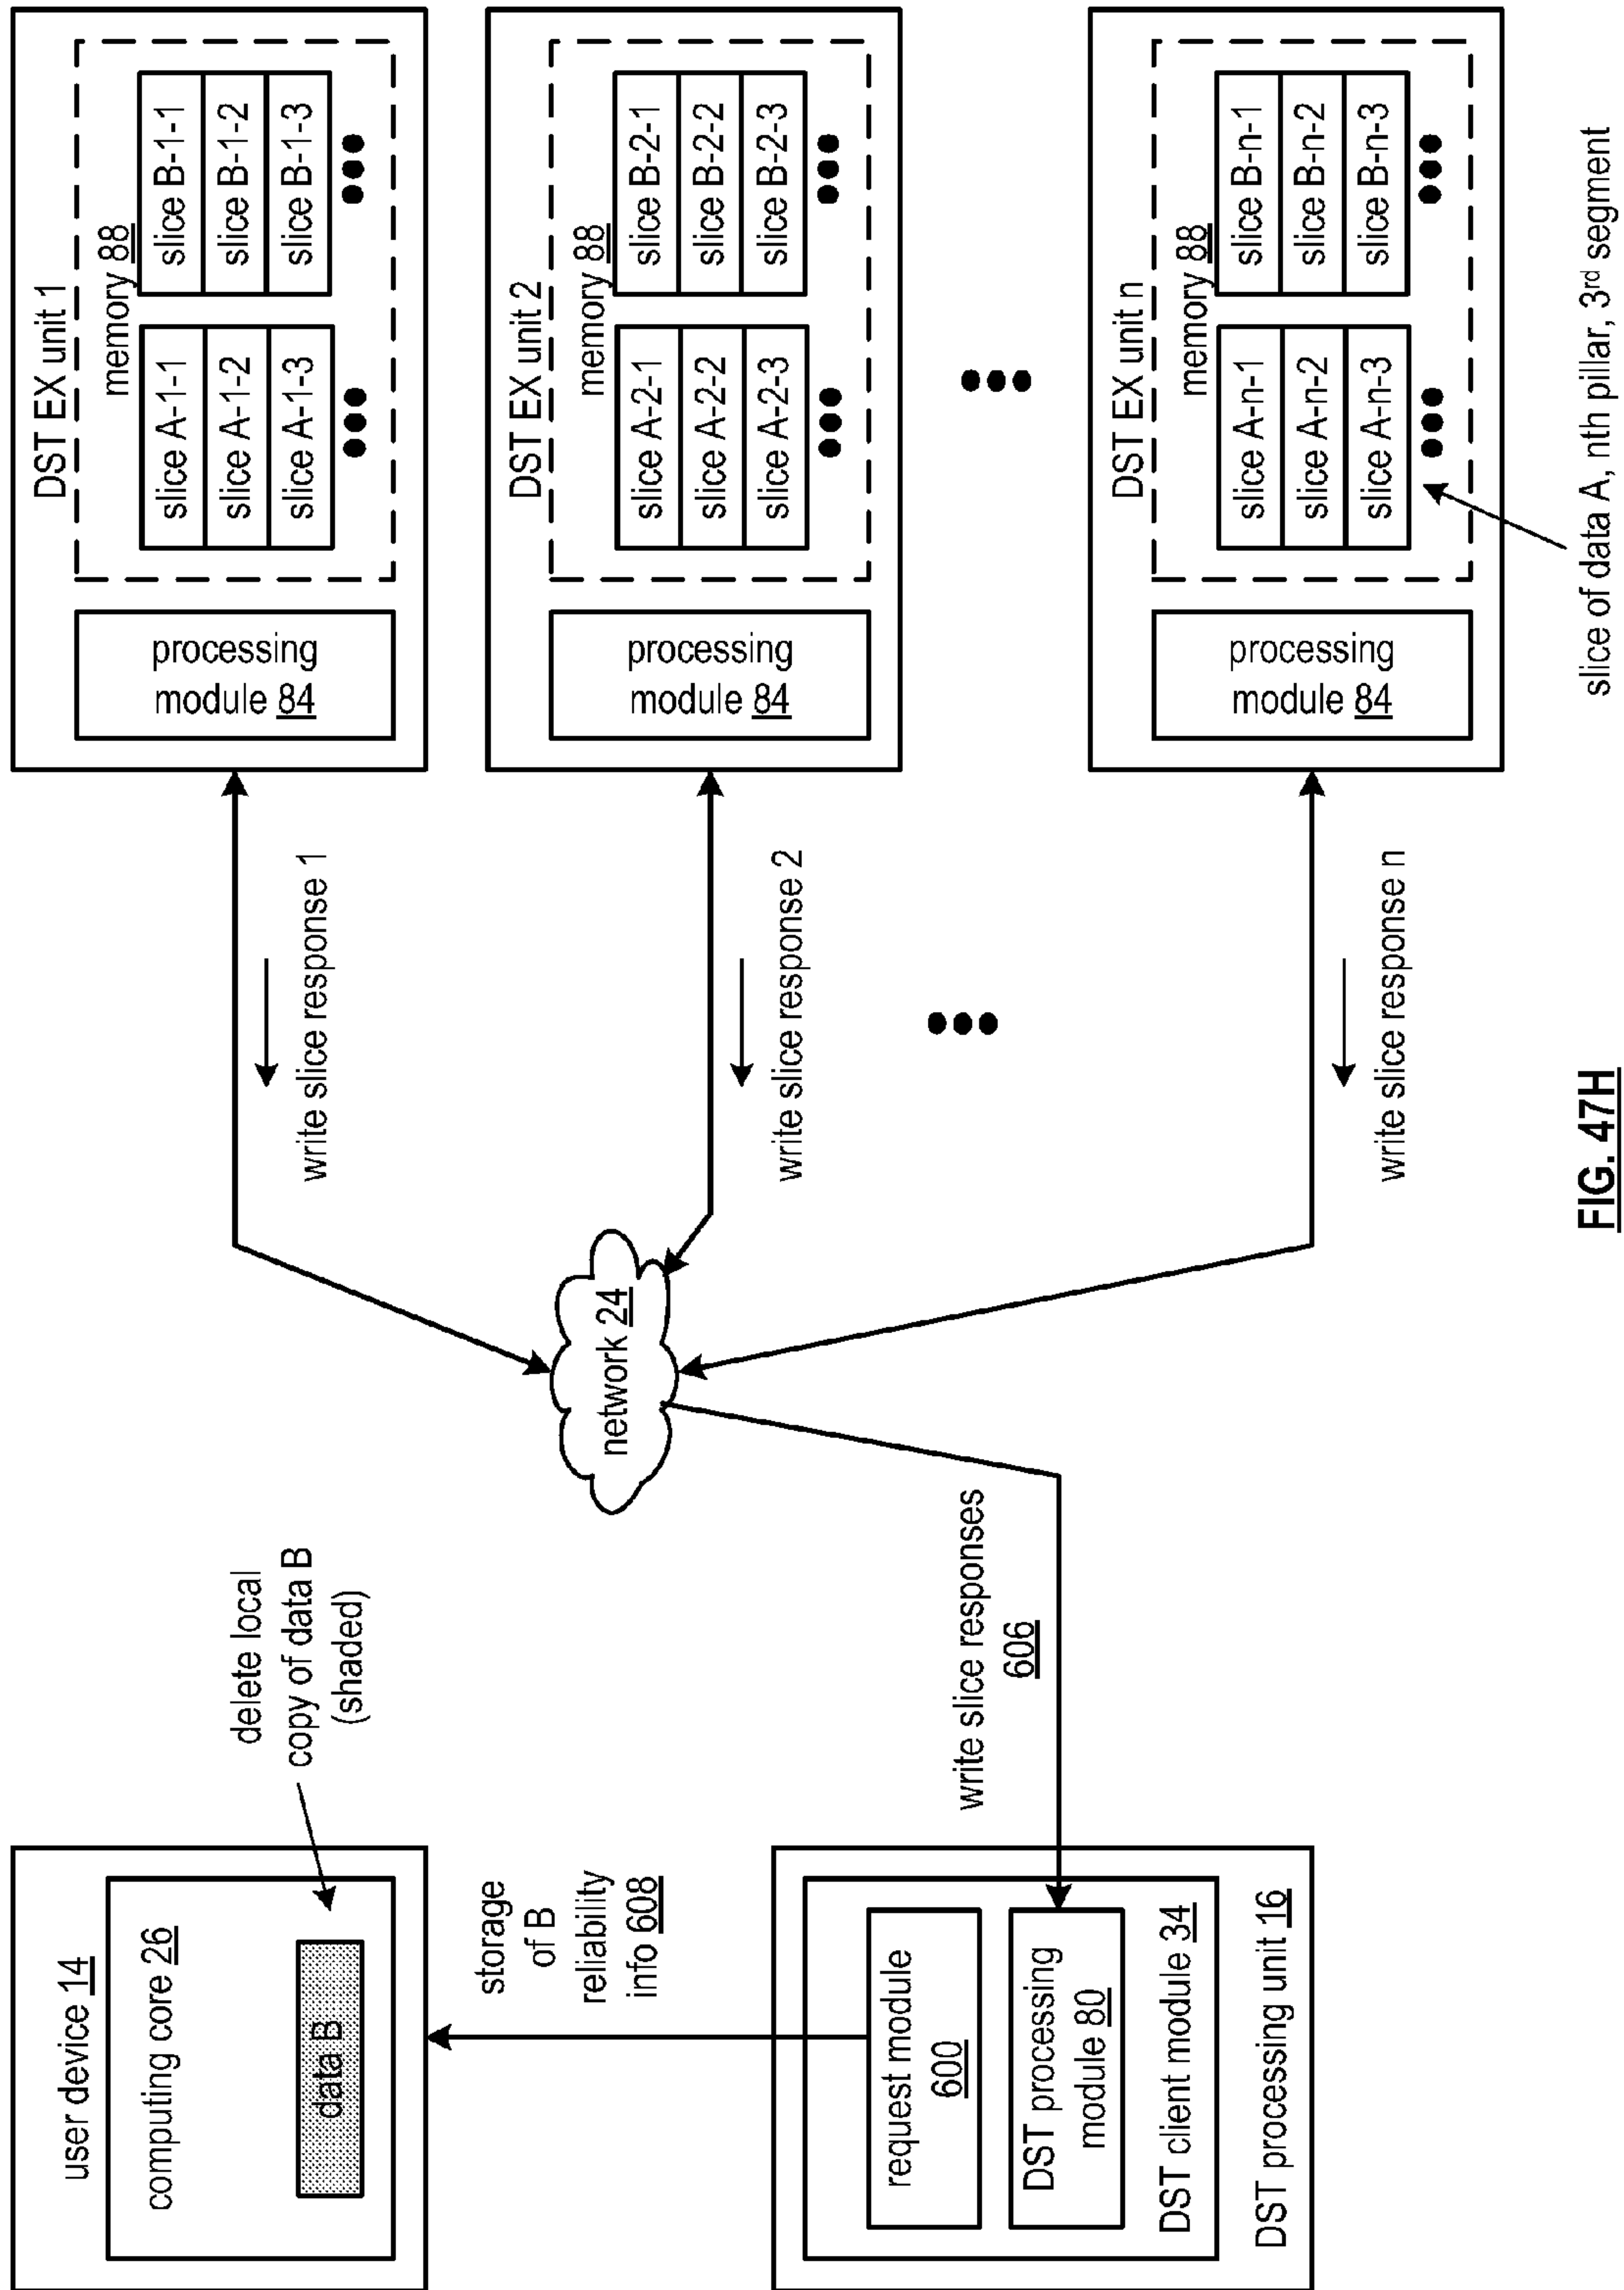 user device 14
computing core 26
data B
delete local
copy of data B
(shaded)
storage
of B
reliability
info 608
request module
600
DST processing
module 80
DST client module 34
DST processing unit 16
write slice responses
606
network 24
write slice response 1
write slice response 2
write slice response n
DST EX unit 1
processing
module 84
memory 88
slice A-1-1
slice A-1-2
slice A-1-3
slice B-1-1
slice B-1-2
slice B-1-3
DST EX unit 2
processing
module 84
memory 88
slice A-2-1
slice A-2-2
slice A-2-3
slice B-2-1
slice B-2-2
slice B-2-3
DST EX unit n
processing
module 84
memory 88
slice A-n-1
slice A-n-2
slice A-n-3
slice B-n-1
slice B-n-2
slice B-n-3
slice of data A, nth pillar, 3rd segment
FIG. 47H